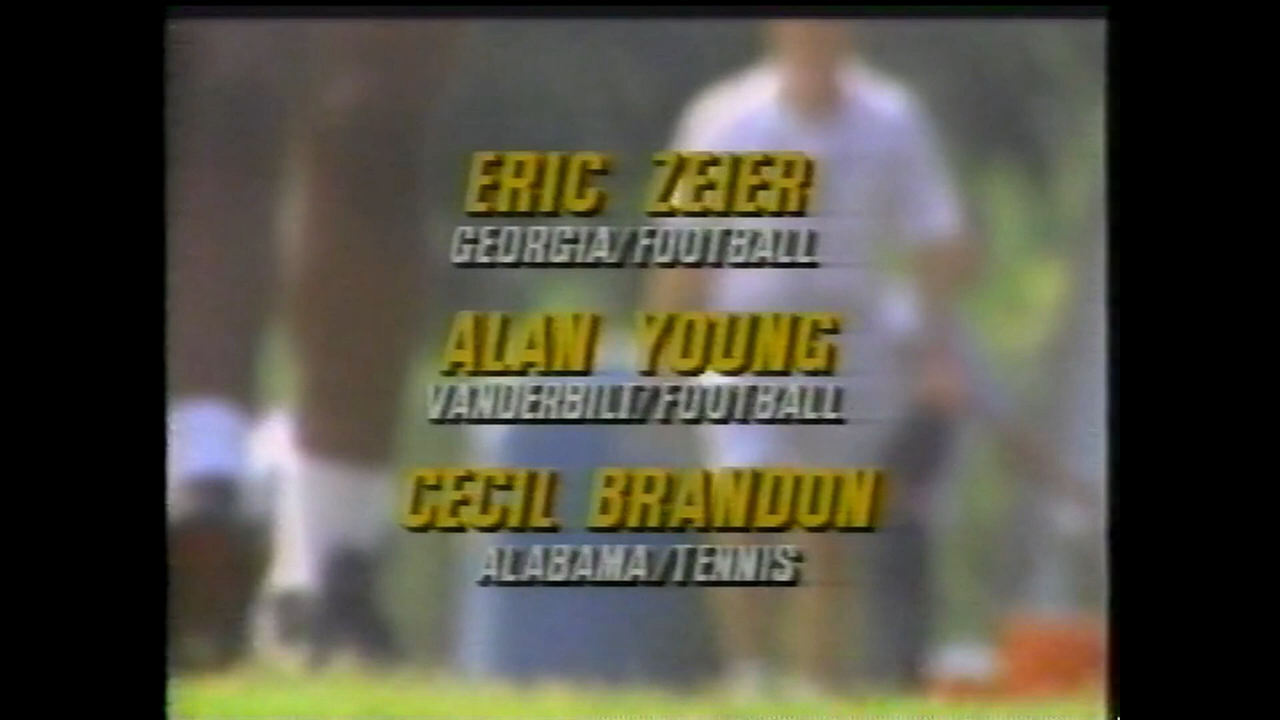 ERIC ZEIER
GEORGIA/FOOTBALL
ALAN YOUNG
VANDERBILT/FOOTBALL
CECIL BRANDON
ALABAMA/TENNIS